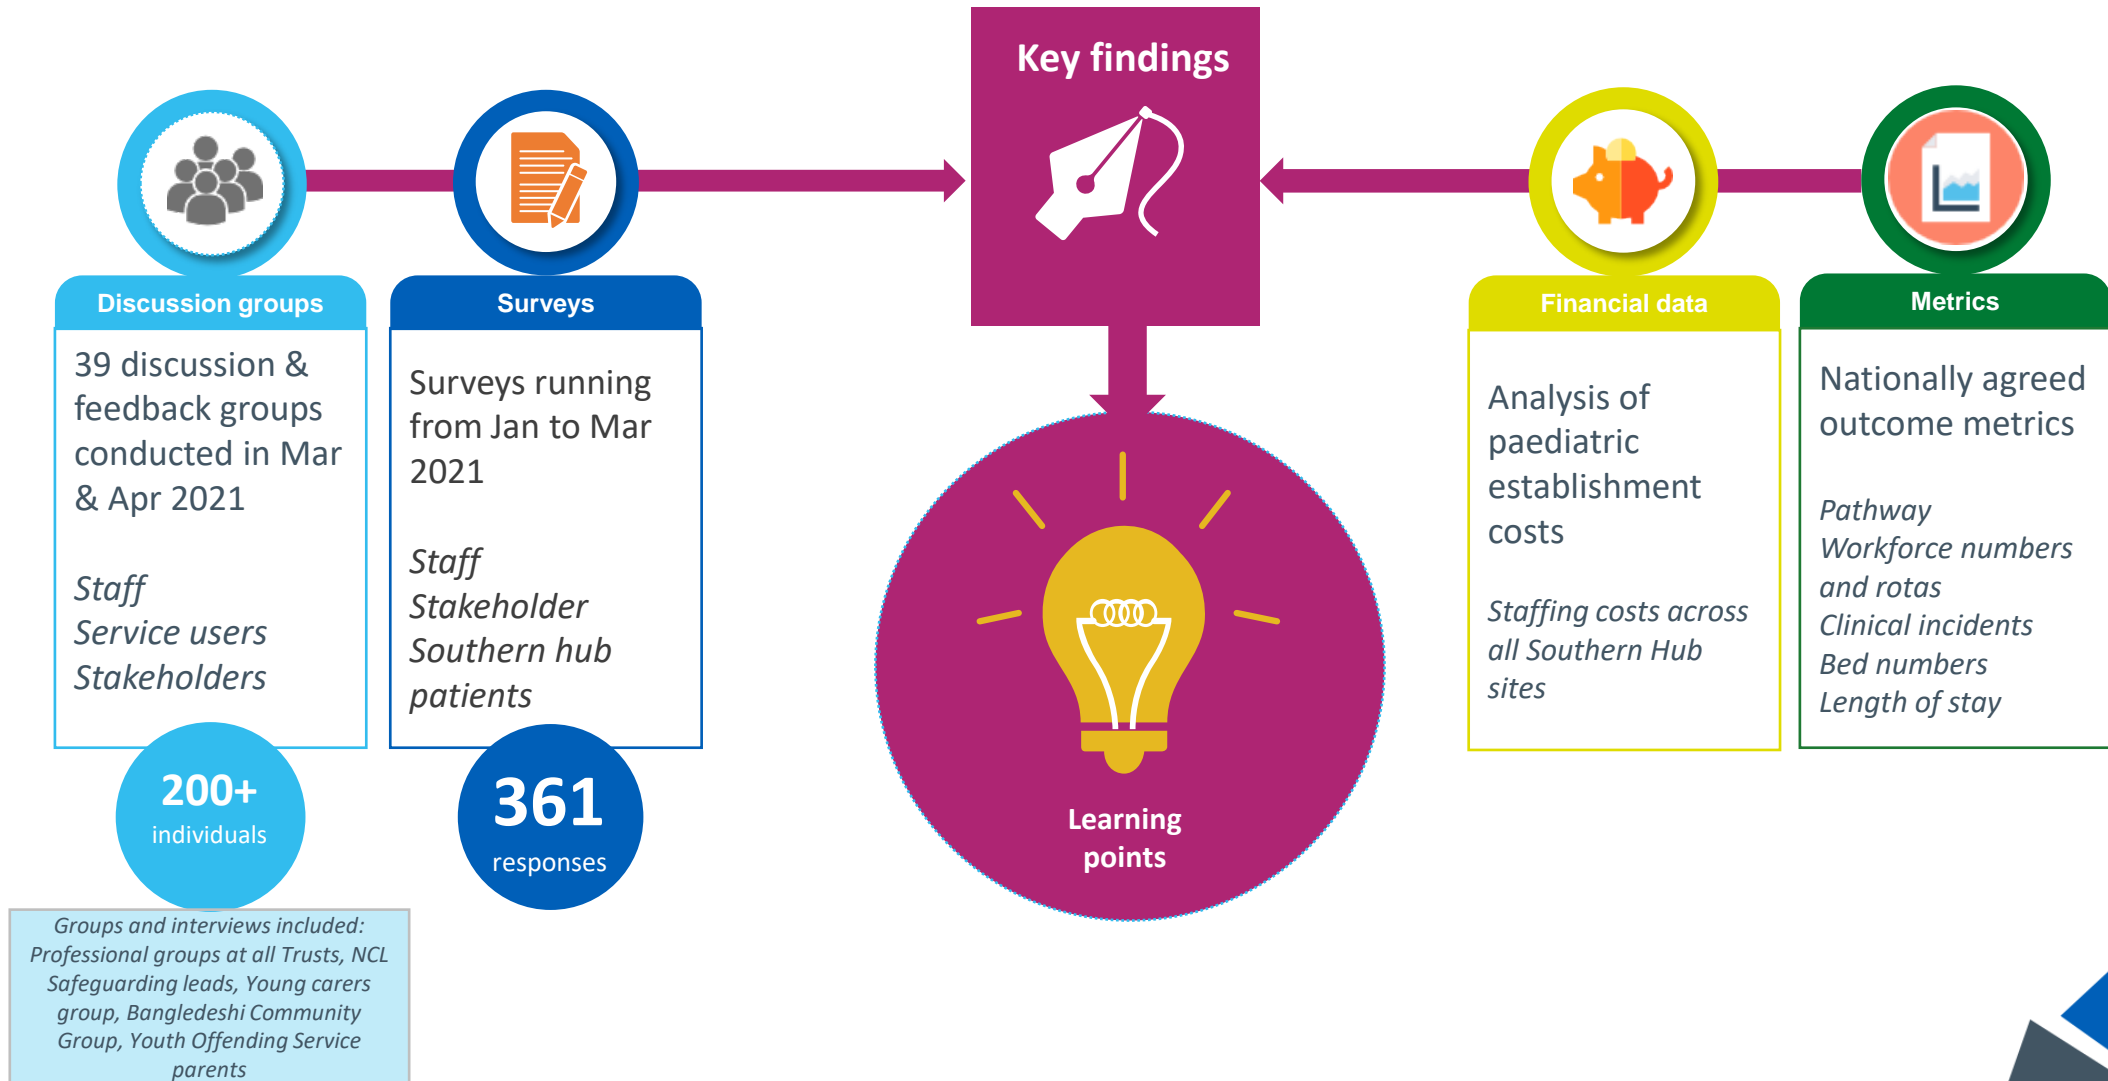 Key findings
Discussion groups
39 discussion &
feedback groups
conducted in Mar
& Apr 2021
Staff
Service users
Stakeholders
200+
individuals
Groups and interviews included:
Professional groups at all Trusts, NCL
Safeguarding leads, Young carers
group, Bangledeshi Community
Group, Youth Offending Service
parents
Surveys
Surveys running
from Jan to Mar
2021
Staff
Stakeholder
Southern hub
patients
361
responses
Learning
points
Financial data
Analysis of
paediatric
establishment
costs
Staffing costs across
all Southern Hub
sites
Metrics
Nationally agreed
outcome metrics
Pathway
Workforce numbers
and rotas
Clinical incidents
Bed numbers
Length of stay